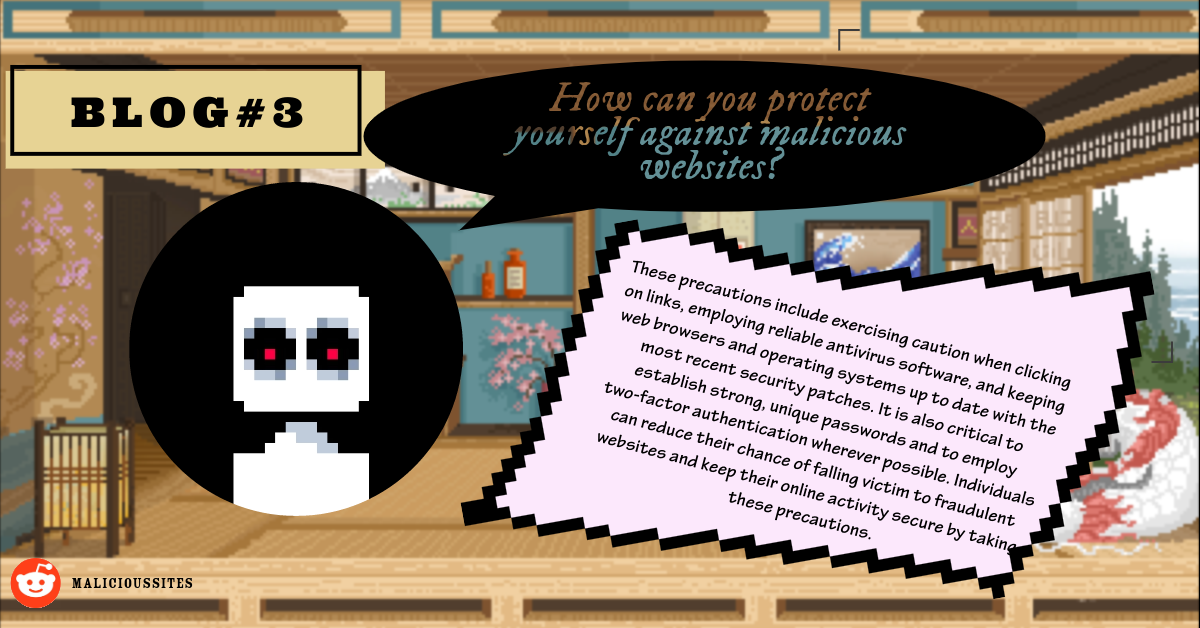 BLOG#3
How can you protect
yourself against malicious
websites?
These precautions include exercising caution when clicking
on links, employing reliable antivirus software, and keeping
web browsers and operating systems up to date with the
most recent security patches. It is also critical to
establish strong, unique passwords and to employ
two-factor authentication wherever possible. Individuals
can reduce their chance of falling victim to fraudulent
websites and keep their online activity secure by taking
these precautions.
MALICIOUSSITES